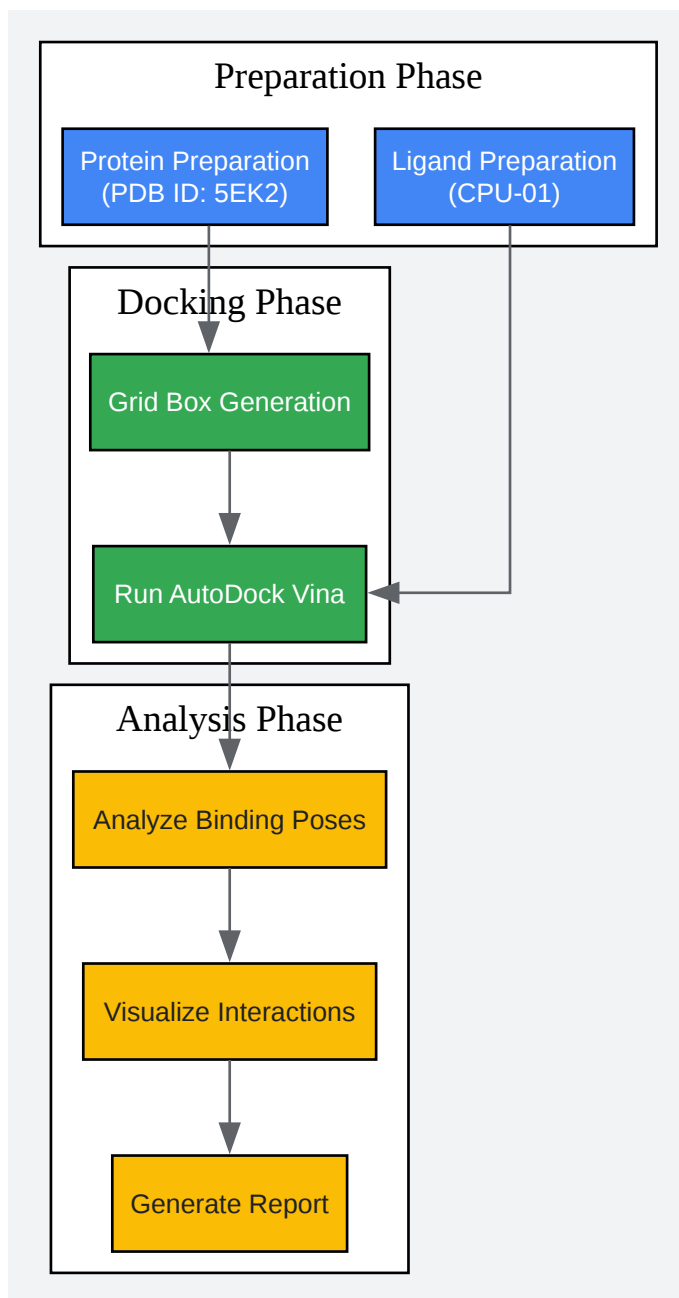 Preparation Phase
Protein Preparation
(PDB ID: 5EK2)
Ligand Preparation
(CPU-01)
Docking Phase
Grid Box Generation
Run AutoDock Vina
Analysis Phase
Analyze Binding Poses
Visualize Interactions
Generate Report